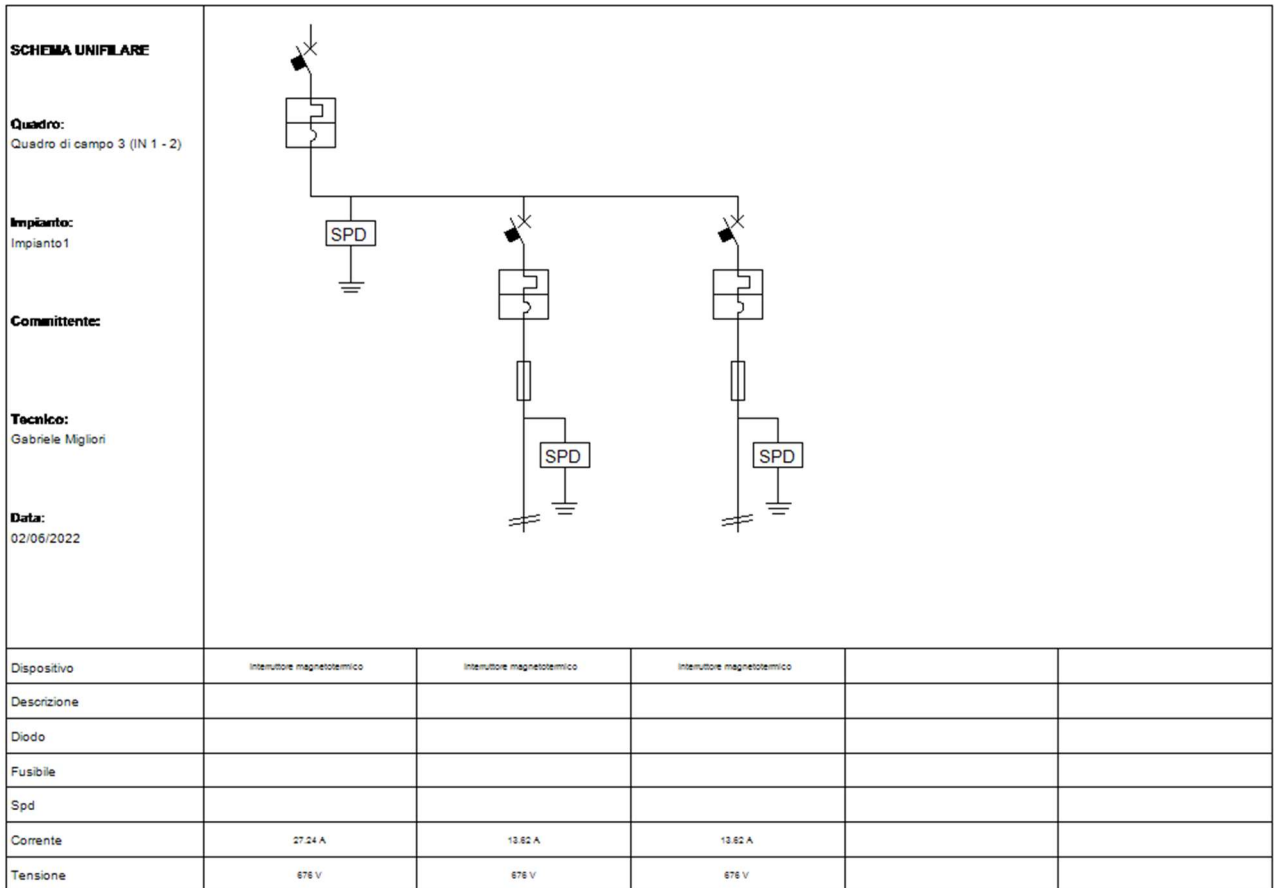 SCHEMA UNIFILARE
Quadro:
Quadro di campo 3 (IN 1 - 2)
Impianto:
Impianto1
Committente:
Tecnico:
Gabriele Migliori
Data:
02/06/2022
SPD
SPD
SPD
Dispositivo Interruttore magnetotermico Interruttore magnetotermico Interruttore magnetotermico
Descrizione
Diodo
Fusibile
Spd
Corrente 27.24 A 13.62 A 13.62 A
Tensione 676 V 676 V 676 V